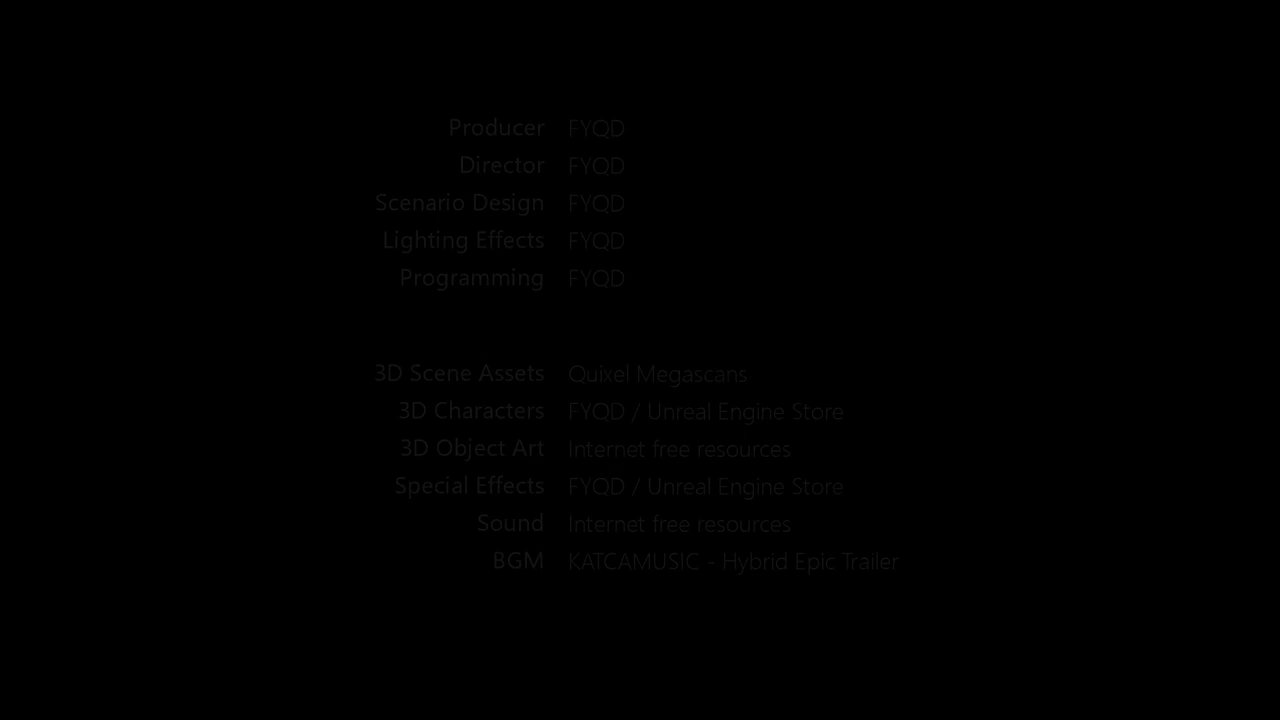 Producer FYQD
Director FYQD
Scenario Design FYQD
Lighting Effects FYQD
Programming FYQD
3D Scene Assets Quixel Megascans
3D Characters FYQD / Unreal Engine Store
3D Object Art Internet free resources
Special Effects FYQD / Unreal Engine Store
Sound Internet free resources
BGM KATCAMUSIC - Hybrid Epic Trailer